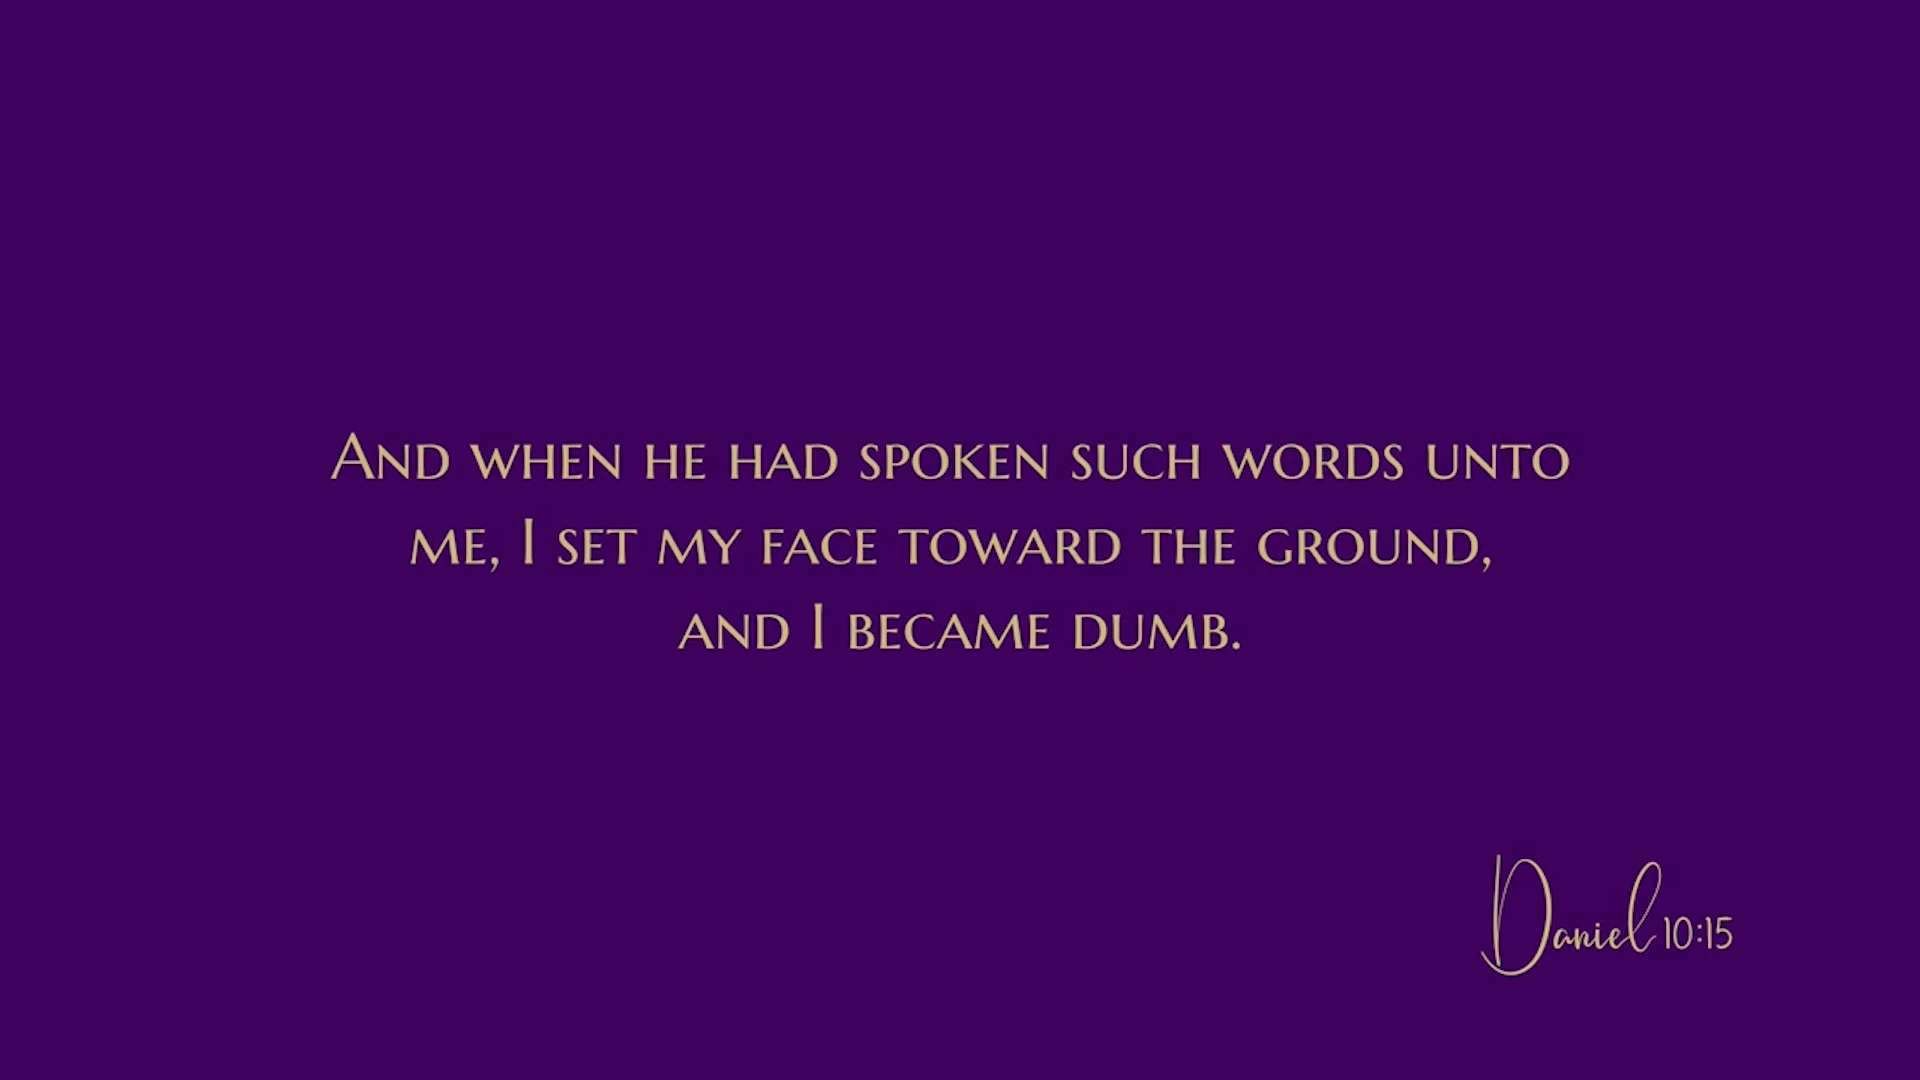 And when he had spoken such words unto
me, I set my face toward the ground,
and I became dumb.
Daniel 10:15